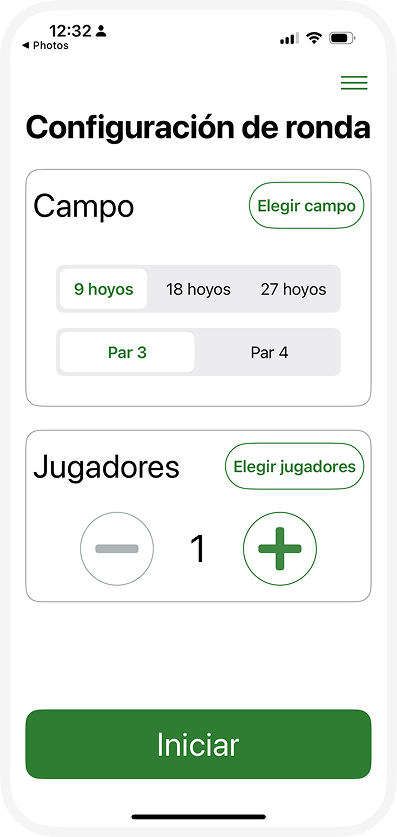 12:32
◀ Photos
Configuración de ronda
Campo
Elegir campo
9 hoyos 18 hoyos 27 hoyos
Par 3 Par 4
Jugadores
Elegir jugadores
1
Iniciar